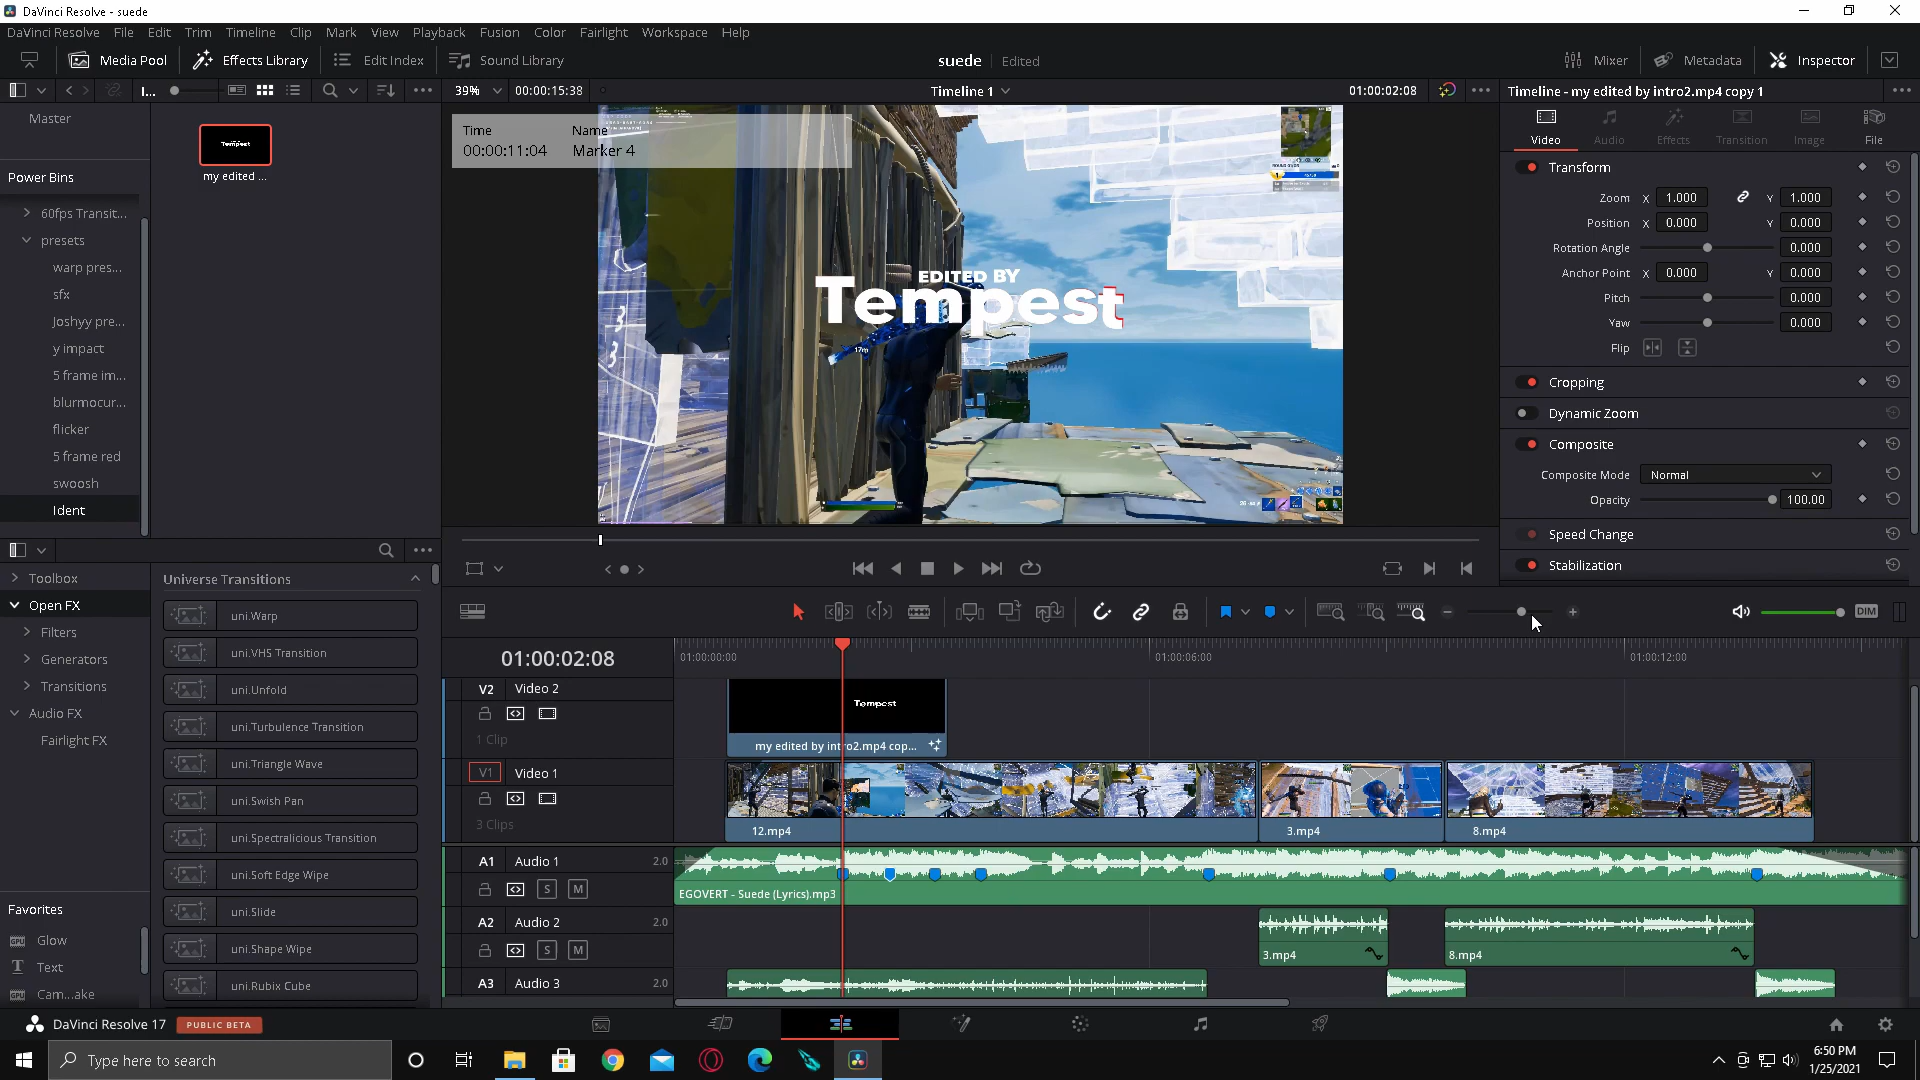 DaVinci Resolve - suede
DaVinci Resolve File Edit Trim Timeline Clip Mark View Playback Fusion Color Fairlight Workspace Help
Media Pool Effects Library Edit Index Sound Library suede Edited Mixer Metadata Inspector
I... 39% 00:00:15:38 Timeline 1 01:00:02:08 Timeline - my edited by intro2.mp4 copy 1
Master
Tempest
my edited ...
Power Bins
60fps Transit...
presets
warp pres...
sfx
Joshyy pre...
y impact
5 frame im...
blurmocur...
flicker
5 frame red
swoosh
Ident
Time Name
00:00:11:04 Marker 4
EDITED BY
Tempest
17m
Video Audio Effects Transition Image File
Transform
Zoom X 1.000 Y 1.000
Position X 0.000 Y 0.000
Rotation Angle 0.000
Anchor Point X 0.000 Y 0.000
Pitch 0.000
Yaw 0.000
Flip
Cropping
Dynamic Zoom
Composite
Composite Mode Normal
Opacity 100.00
Speed Change
Stabilization
Toolbox
Open FX
Filters
Generators
Transitions
Audio FX
Fairlight FX
Favorites
Glow
Text
Cam...ake
Universe Transitions
uni.Warp
uni.VHS Transition
uni.Unfold
uni.Turbulence Transition
uni.Triangle Wave
uni.Swish Pan
uni.Spectralicious Transition
uni.Soft Edge Wipe
uni.Slide
uni.Shape Wipe
uni.Rubix Cube
DIM
01:00:02:08 01:00:00:00 01:00:06:00 01:00:12:00
V2 Video 2
1 Clip
Tempest
my edited by intro2.mp4 cop...
V1 Video 1
3 Clips
12.mp4 3.mp4 8.mp4
A1 Audio 1 2.0
S M
EGOVERT - Suede (Lyrics).mp3
A2 Audio 2 2.0
S M
3.mp4 8.mp4
A3 Audio 3 2.0
DaVinci Resolve 17 PUBLIC BETA
Type here to search
6:50 PM
1/25/2021